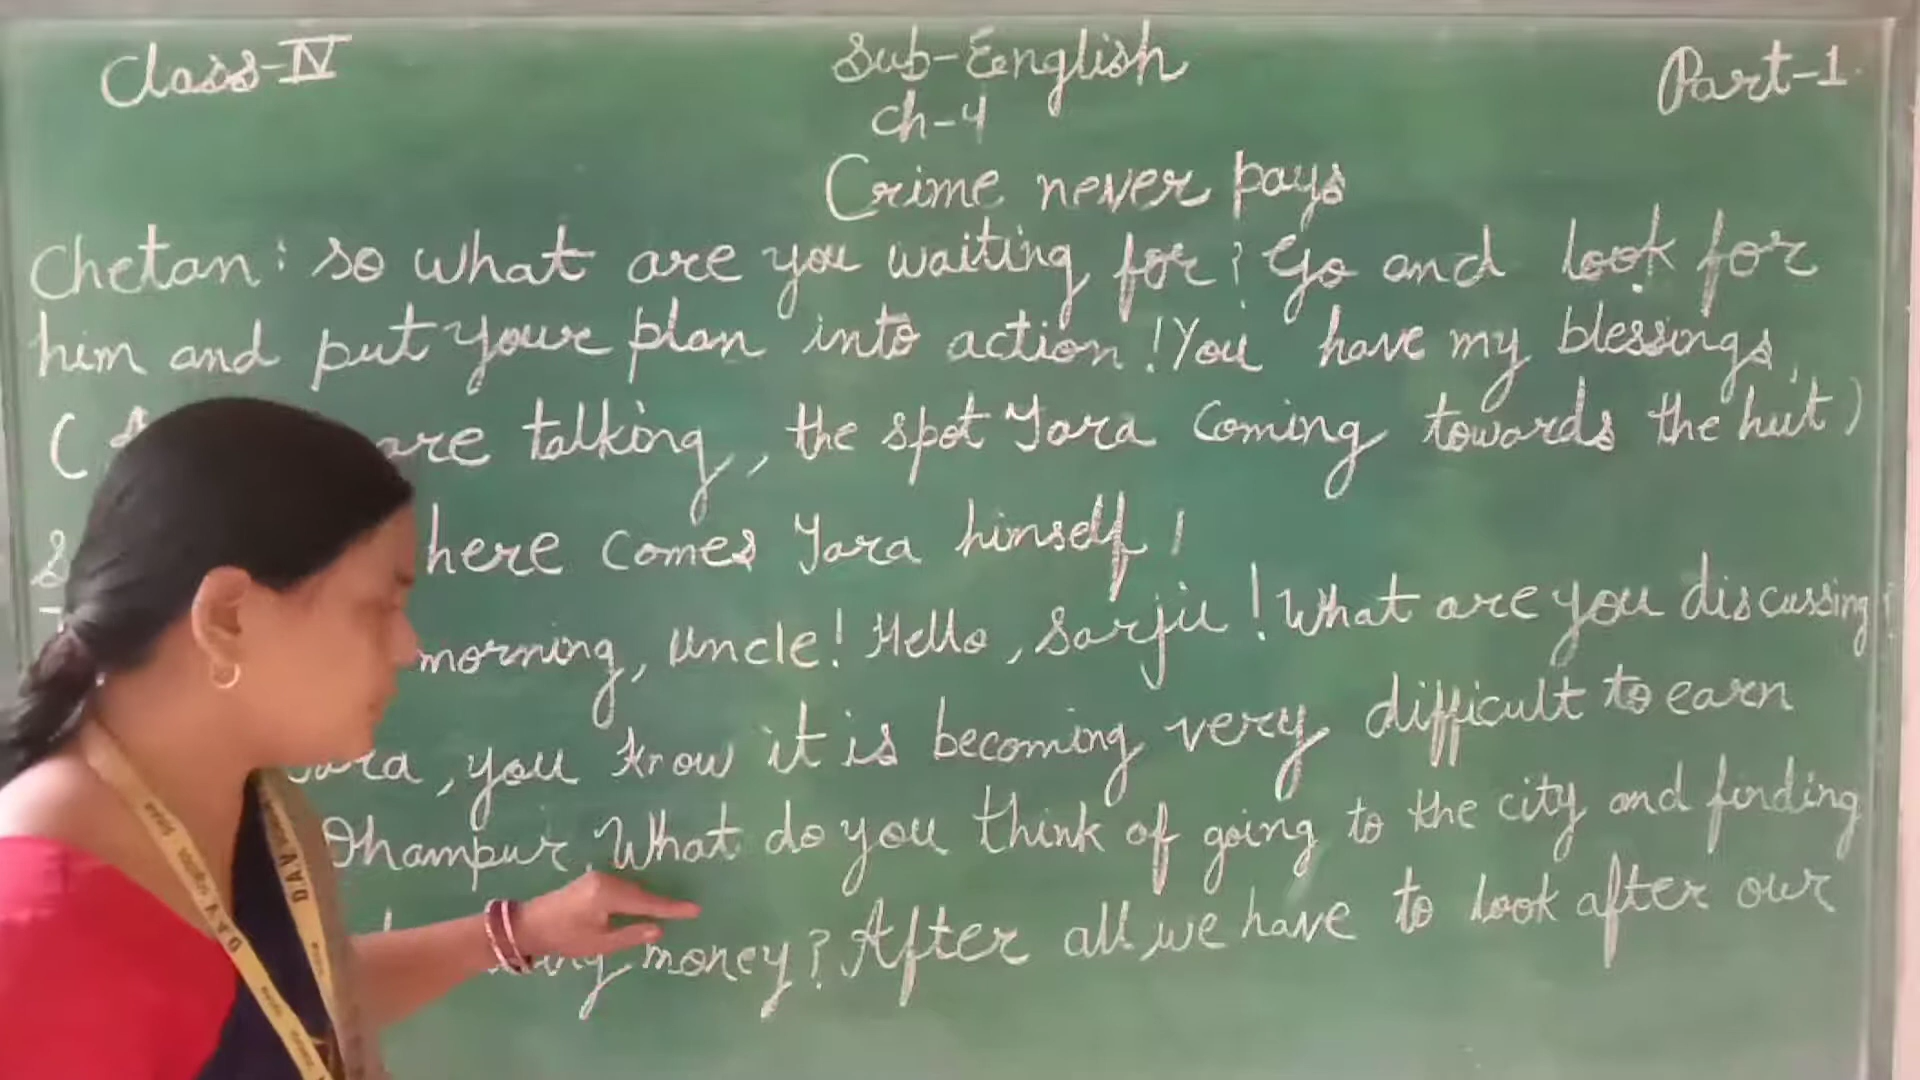 Class-IV
Sub-English
Part-1
Ch-4
Crime never pays
Chetan: so what are you waiting for? Go and look for
him and put your plan into action! You have my blessings.
( are talking, the spot Tara coming towards the hut)
S here comes Tara himself!
morning, uncle! Hello, Sarju! What are you discussing?
you know it is becoming very difficult to earn
Dhampur. What do you think of going to the city and finding
money? After all, we have to look after our
D.A.V
D.A.V